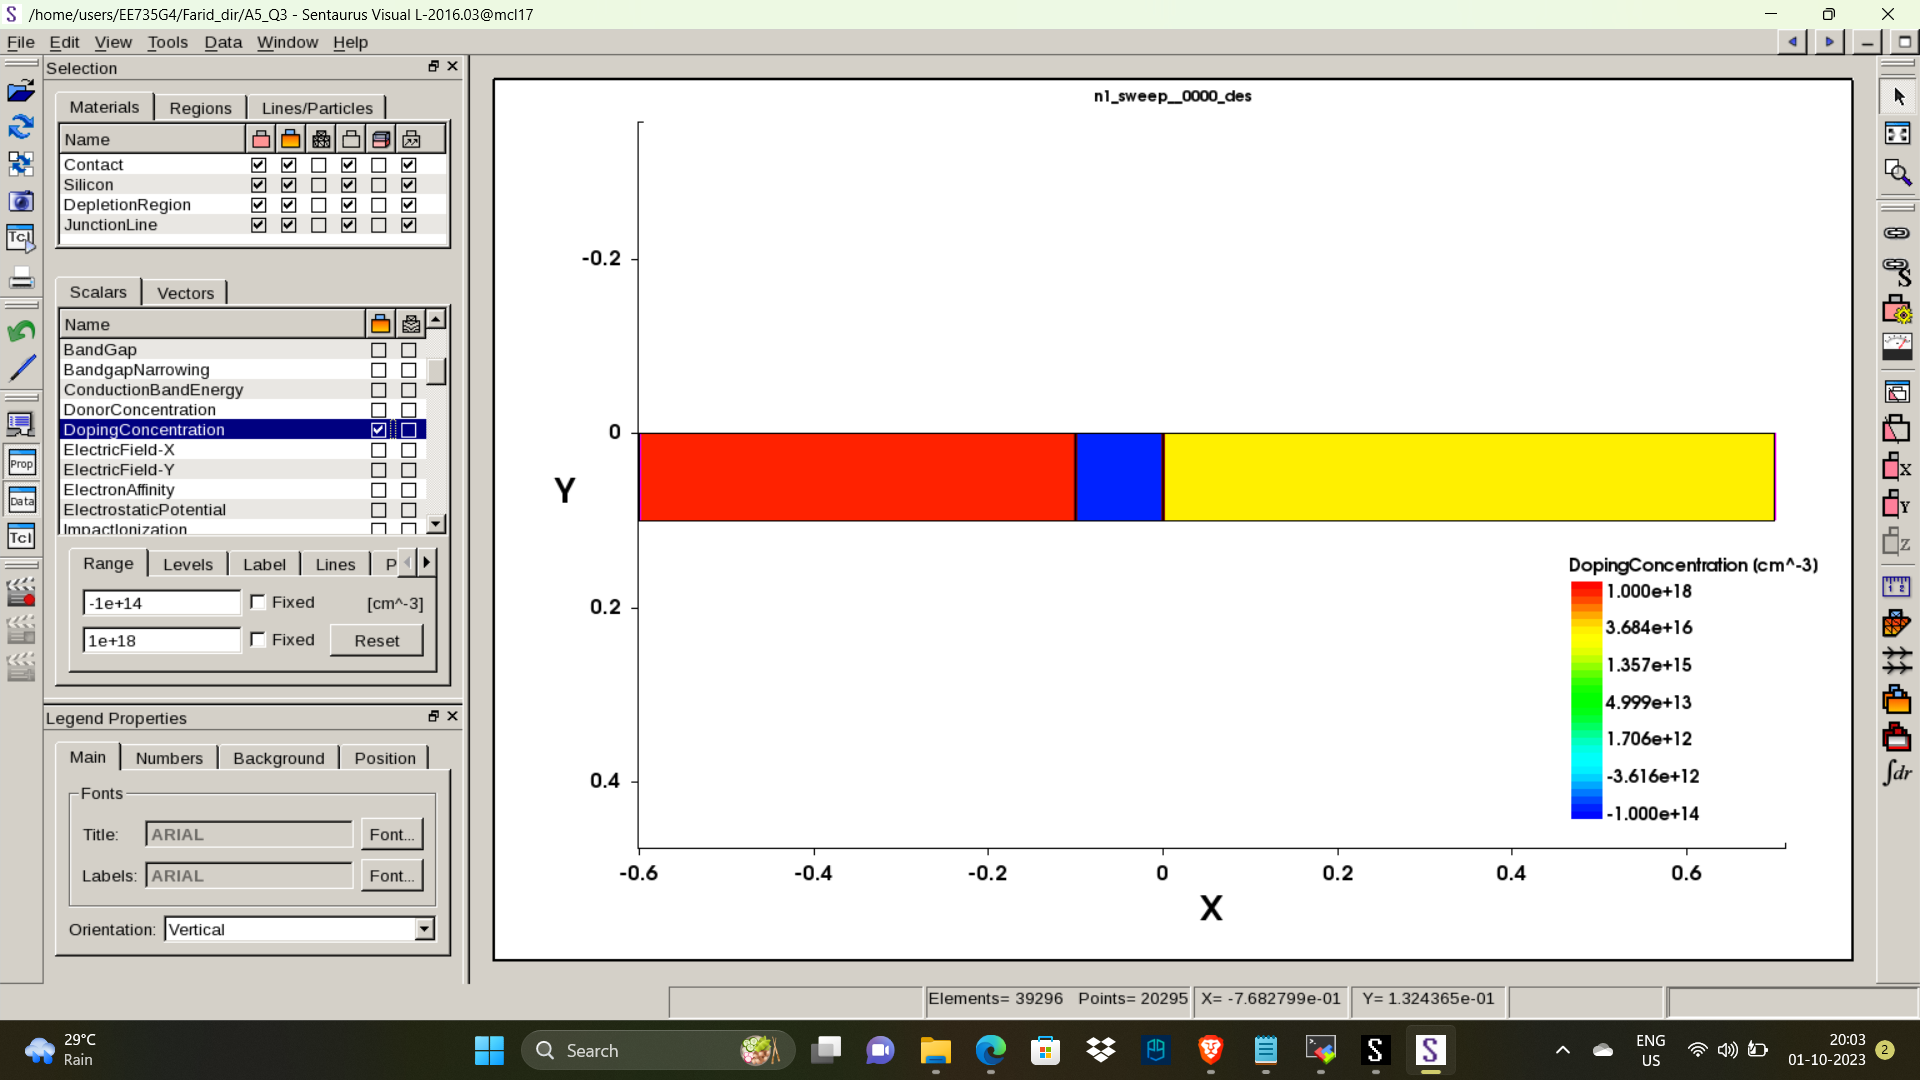 /home/users/EE735G4/Farid_dir/A5_Q3 - Sentaurus Visual L-2016.03@mcl17
File Edit View Tools Data Window Help
Selection
Materials Regions Lines/Particles
Name
Contact
Silicon
DepletionRegion
JunctionLine
Scalars Vectors
Name
BandGap
BandgapNarrowing
ConductionBandEnergy
DonorConcentration
DopingConcentration
ElectricField-X
ElectricField-Y
ElectronAffinity
ElectrostaticPotential
ImpactIonization
Range Levels Label Lines P
-1e+14 Fixed [cm^-3]
1e+18 Fixed Reset
Legend Properties
Main Numbers Background Position
Fonts
Title: ARIAL Font...
Labels: ARIAL Font...
Orientation: Vertical
Tcl
Prop
Data
Tcl
n1_sweep__0000_des
-0.2
0
Y
0.2
0.4
-0.6 -0.4 -0.2 0 0.2 0.4 0.6
X
DopingConcentration (cm^-3)
1.000e+18
3.684e+16
1.357e+15
4.999e+13
1.706e+12
-3.616e+12
-1.000e+14
S
X
Y
Z
1 2
∫dr
Elements= 39296 Points= 20295 X= -7.682799e-01 Y= 1.324365e-01
29°C
Rain
Search
ENG
US
20:03
01-10-2023
2